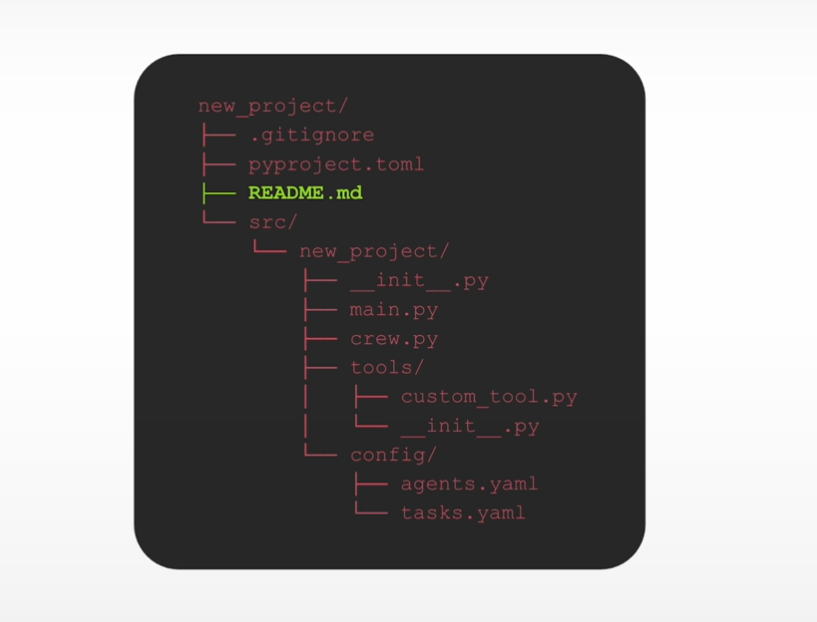 new_project/
├── .gitignore
├── pyproject.toml
├── README.md
└── src/
    └── new_project/
        ├── __init__.py
        ├── main.py
        ├── crew.py
        ├── tools/
        │   ├── custom_tool.py
        │   └── __init__.py
        └── config/
            ├── agents.yaml
            └── tasks.yaml